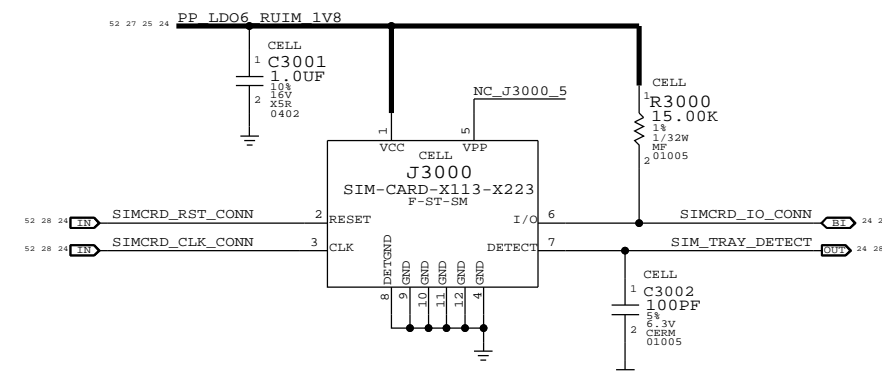 52 27 25 24 PP_LDO6_RUIM_1V8
CELL
1 C3001
1.0UF
10%
16V
2 X5R
0402
NC_J3000_5
CELL
1 R3000
15.00K
1%
1/32W
MF
2 01005
1 5
VCC VPP
CELL
J3000
SIM-CARD-X113-X223
F-ST-SM
52 28 24 IN SIMCRD_RST_CONN 2 RESET
I/O 6 SIMCRD_IO_CONN BI 24 2
52 28 24 IN SIMCRD_CLK_CONN 3 CLK
DETECT 7 SIM_TRAY_DETECT OUT 24 28
DETGND GND GND GND GND GND
8 9 10 11 12 4
CELL
1 C3002
100PF
5%
6.3V
2 CERM
01005